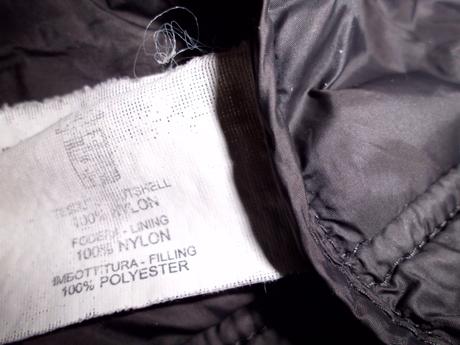 100% NYLON
FODERA - LINING
100% NYLON
IMBOTTITURA - FILLING
100% POLYESTER